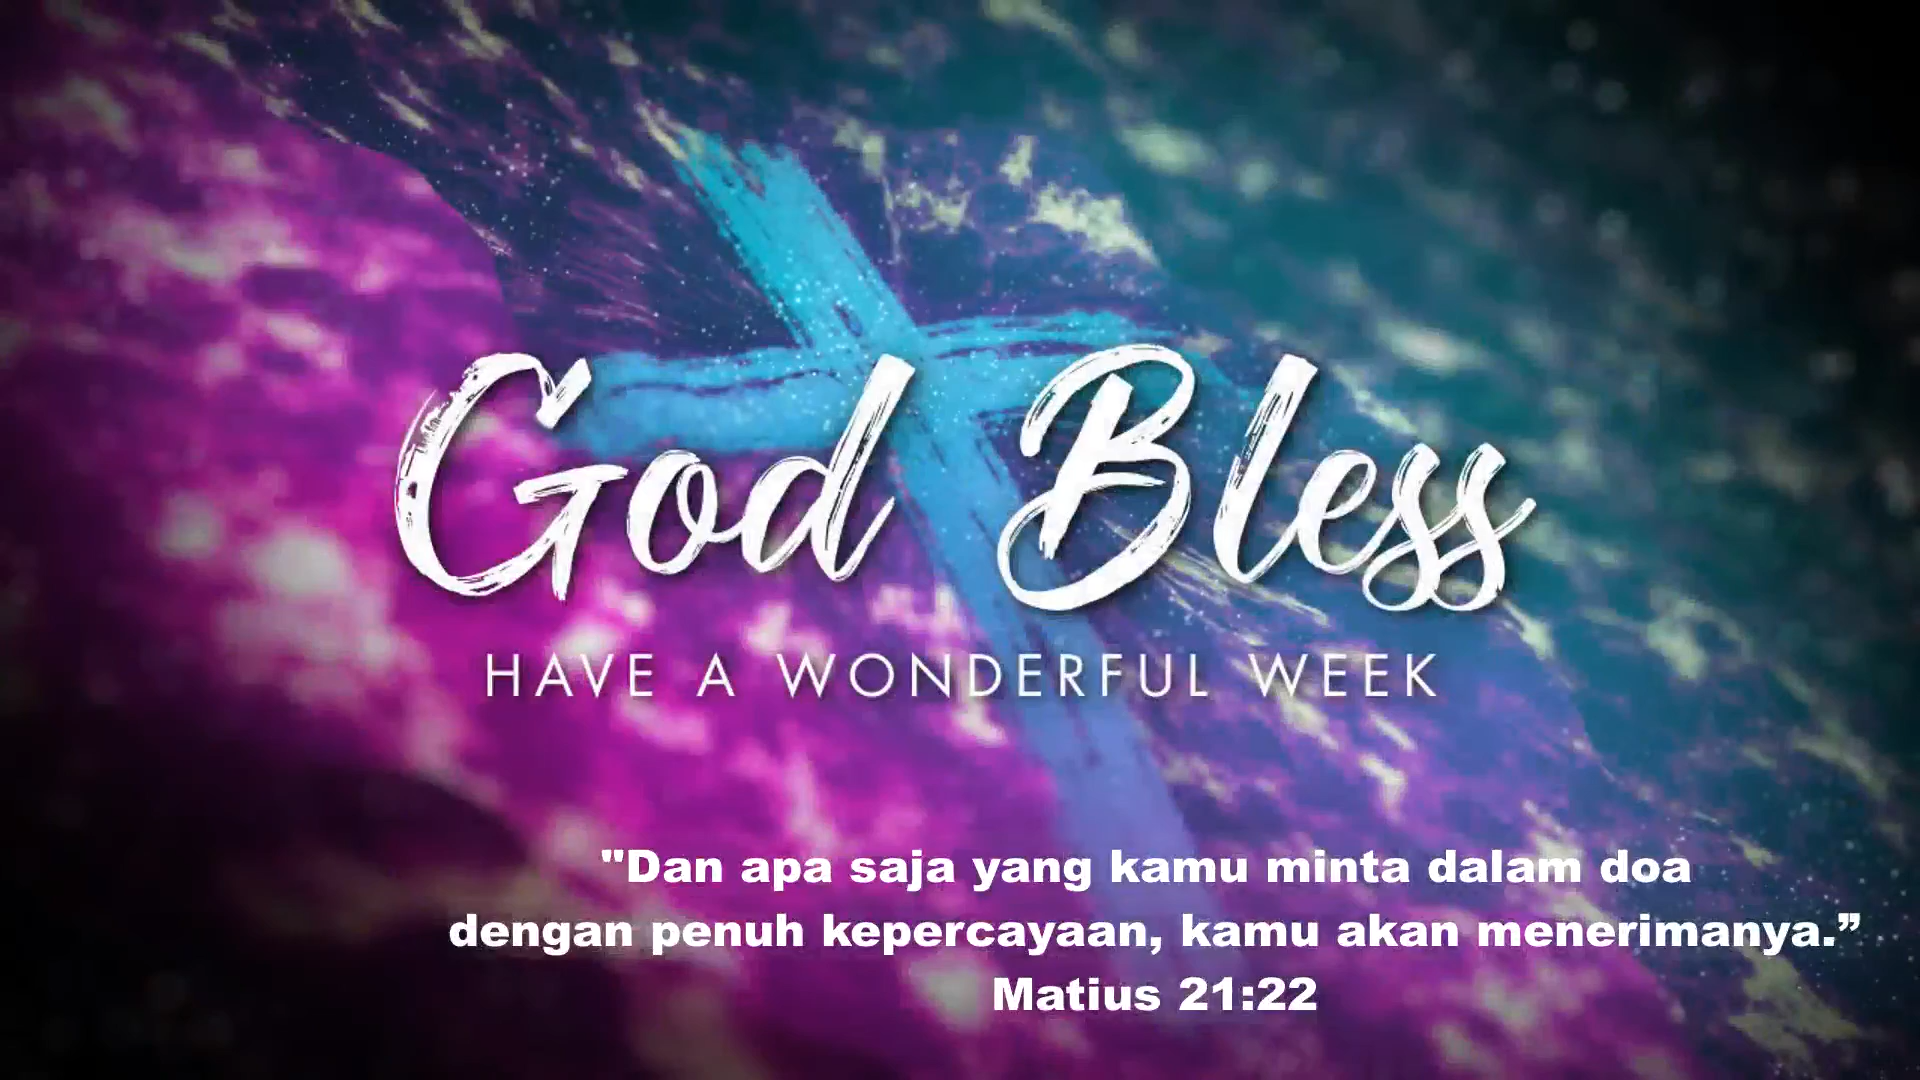 God Bless
HAVE A WONDERFUL WEEK
"Dan apa saja yang kamu minta dalam doa
dengan penuh kepercayaan, kamu akan menerimanya.”
Matius 21:22